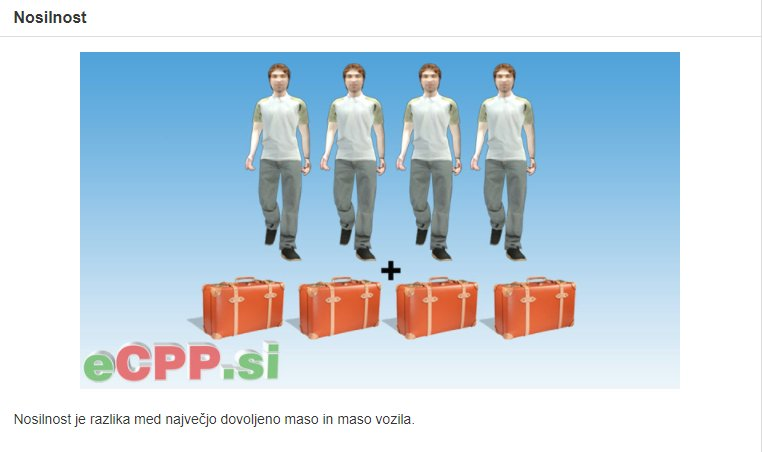 Nosilnost
+
eCPP.si
Nosilnost je razlika med največjo dovoljeno maso in maso vozila.